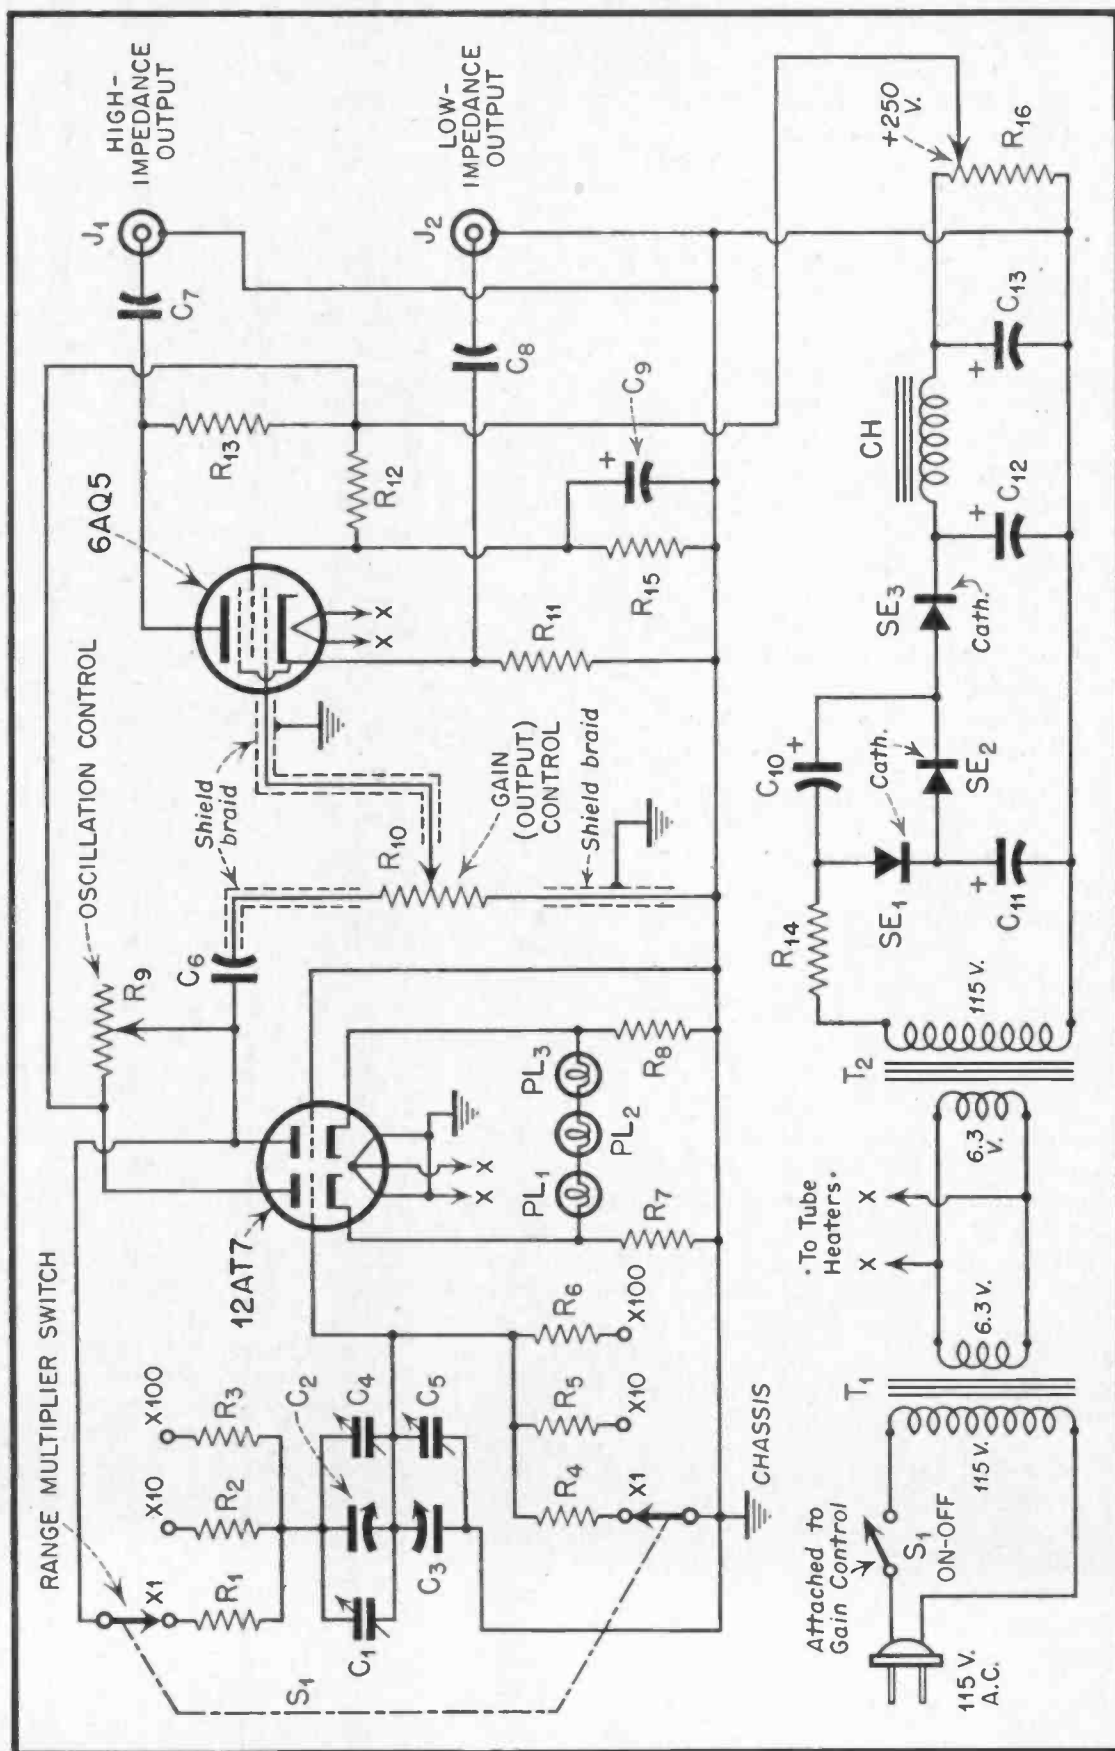 RANGE MULTIPLIER SWITCH
OSCILLATION CONTROL
6AQ5
HIGH-
IMPEDANCE
OUTPUT
J1
C7
X1
X10
X100
R1
R2
R3
12AT7
R9
Shield
braid
C6
R13
R12
LOW-
IMPEDANCE
OUTPUT
J2
C8
C2
C1
C4
C3
C5
S1
X
X
R10
GAIN
(OUTPUT)
CONTROL
Shield braid
X
X
R11
R15
+
C9
R4
R5
R6
X1
X10
X100
PL1
PL2
PL3
R7
R8
CHASSIS
Attached to
Gain Control
S1
ON-OFF
115 V.
A.C.
115 V.
T1
6.3 V.
To Tube
Heaters
X
X
6.3
V.
T2
115 V.
R14
C10
+
SE1
Cath.
SE2
+
C11
SE3
Cath.
CH
+
C12
+
C13
+250
V.
R16